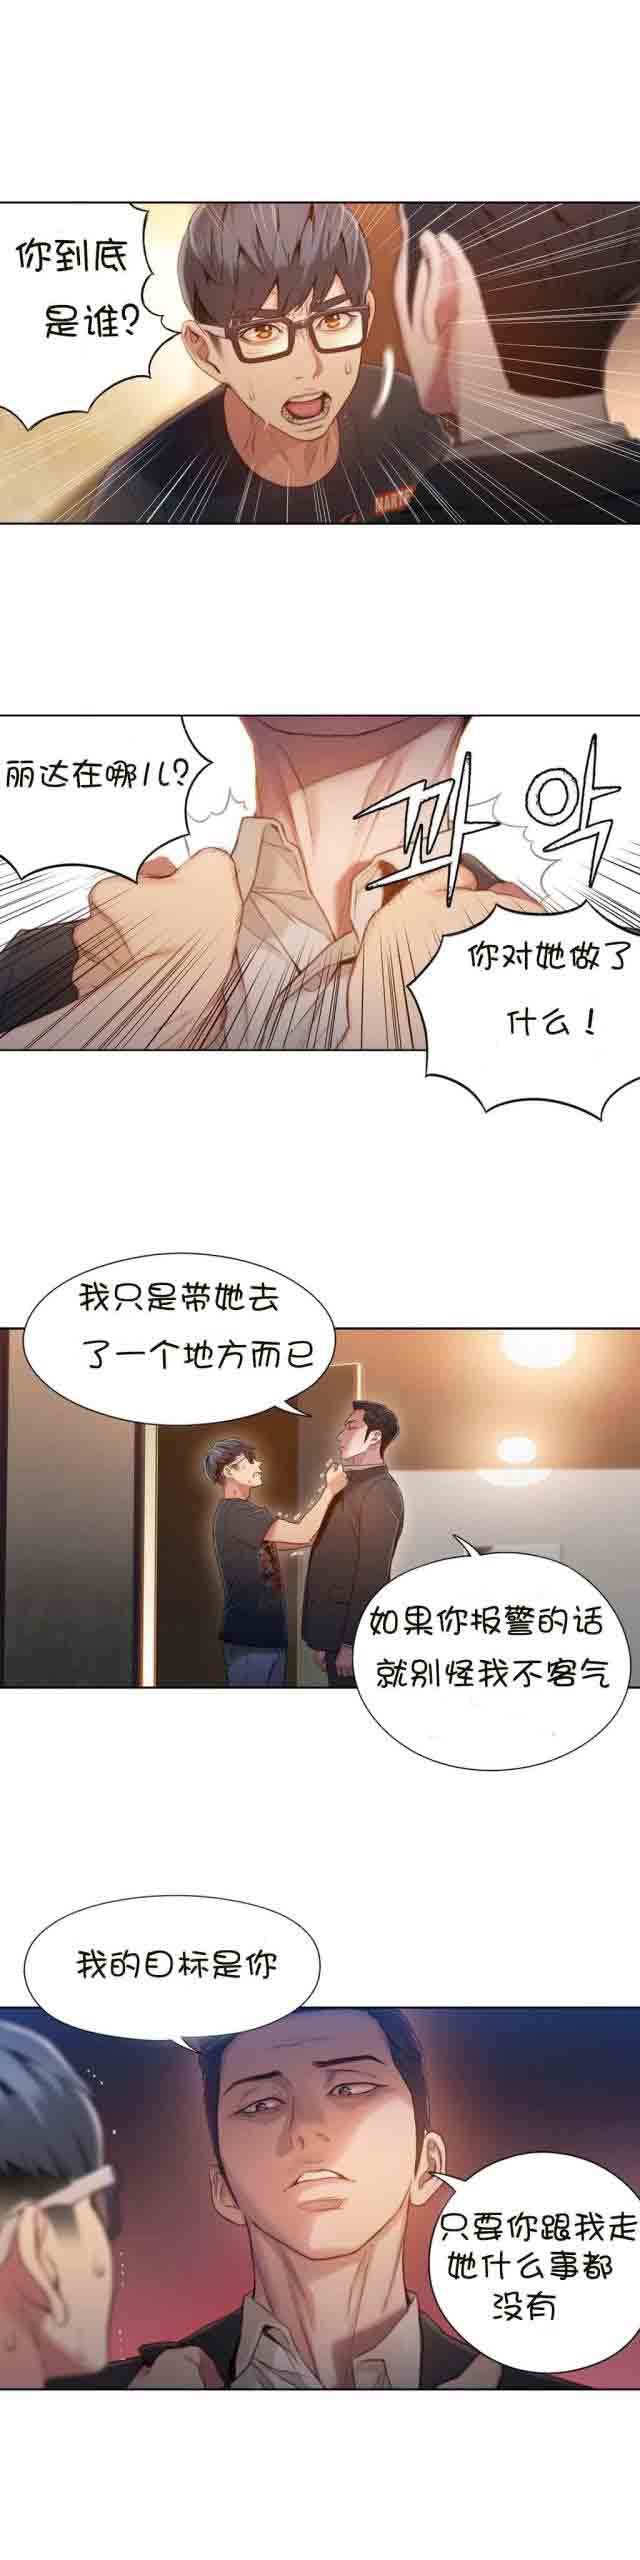 你到底
是谁?
MARTC
丽达在哪儿?
콰악
你对她做了
什么!
我只是带她去
了一个地方而已
如果你报警的话
就别怪我不客气
我的目标是你
只要你跟我走
她什么事都
没有